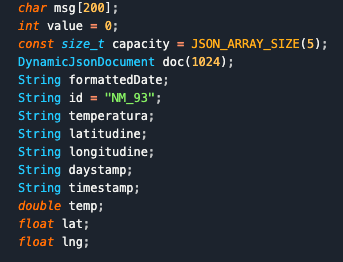 char msg[200];
int value = 0;
const size_t capacity = JSON_ARRAY_SIZE(5);
DynamicJsonDocument doc(1024);
String formattedDate;
String id = "NM_93";
String temperatura;
String latitudine;
String longitudine;
String daystamp;
String timestamp;
double temp;
float lat;
float lng;